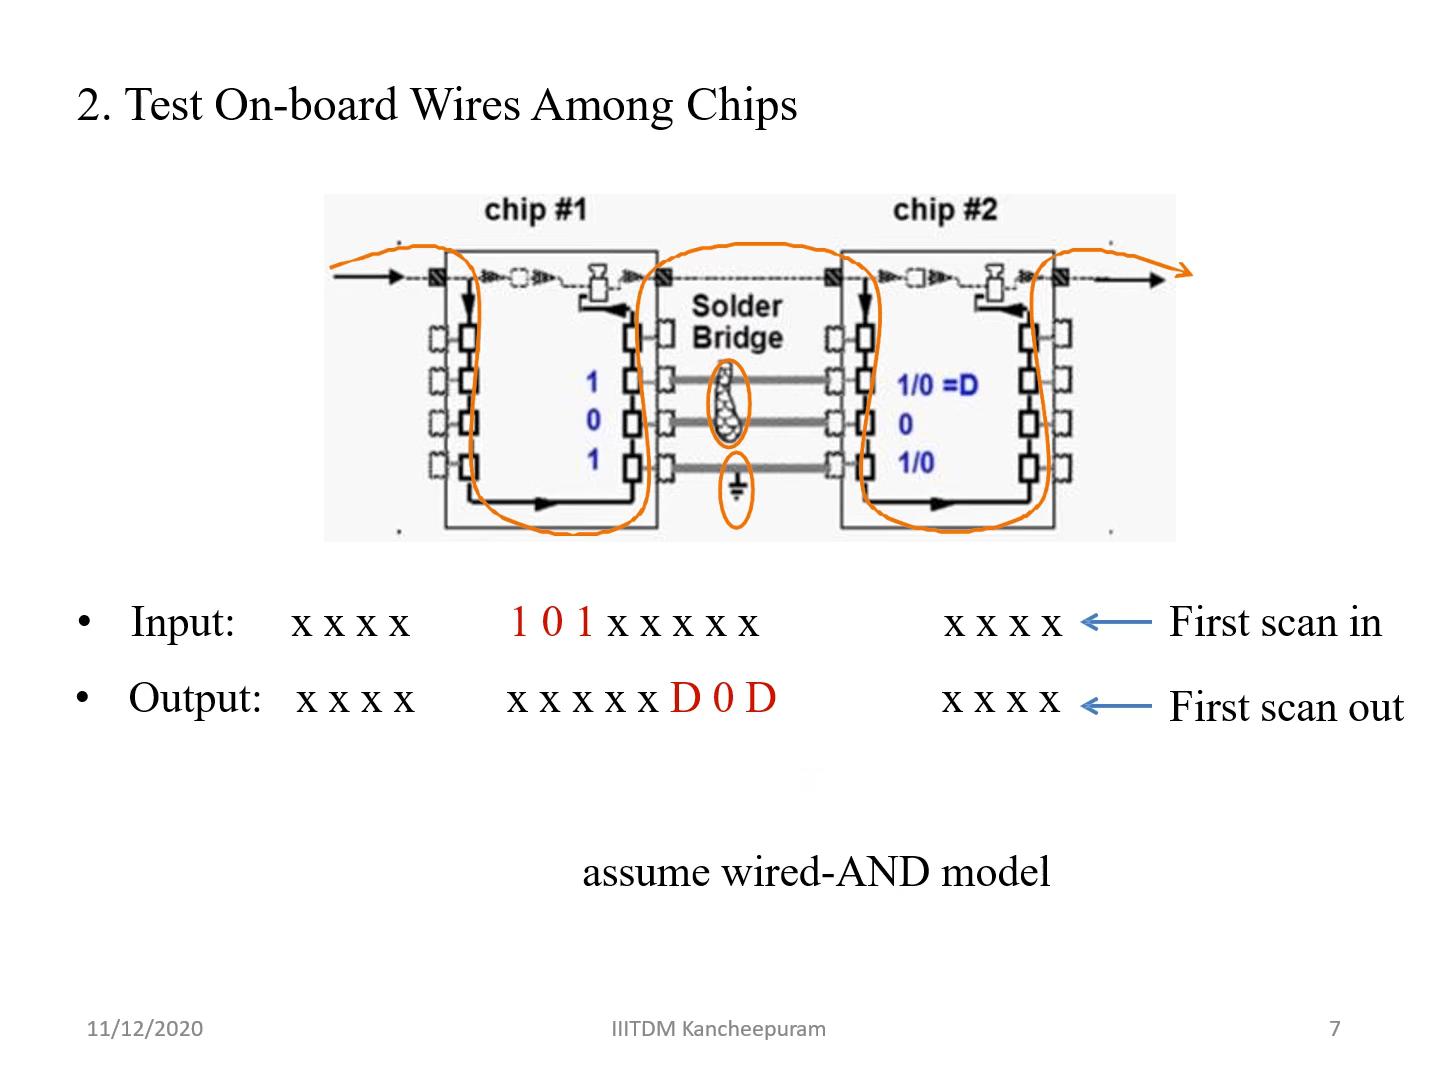 2. Test On-board Wires Among Chips
chip #1
chip #2
Solder
Bridge
1
0
1
1/0 =D
0
1/0
• Input: x x x x 1 0 1 x x x x x x x x x First scan in
• Output: x x x x x x x x x D 0 D x x x x First scan out
assume wired-AND model
11/12/2020 IIITDM Kancheepuram 7